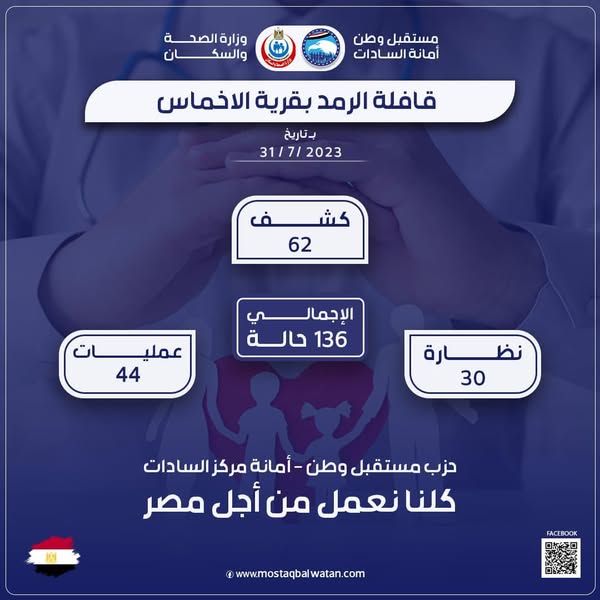 مستقبل وطن
أمانة السادات
وزارة الصحة
والسكان
قافلة الرمد بقرية الاخماس
بتاريخ
31/7/2023
كشف
62
الإجمالي
136 حالة
نظارة
30
عمليات
44
حزب مستقبل وطن - أمانة مركز السادات
كلنا نعمل من أجل مصر
FACEBOOK
www.mostaqbalwatan.com